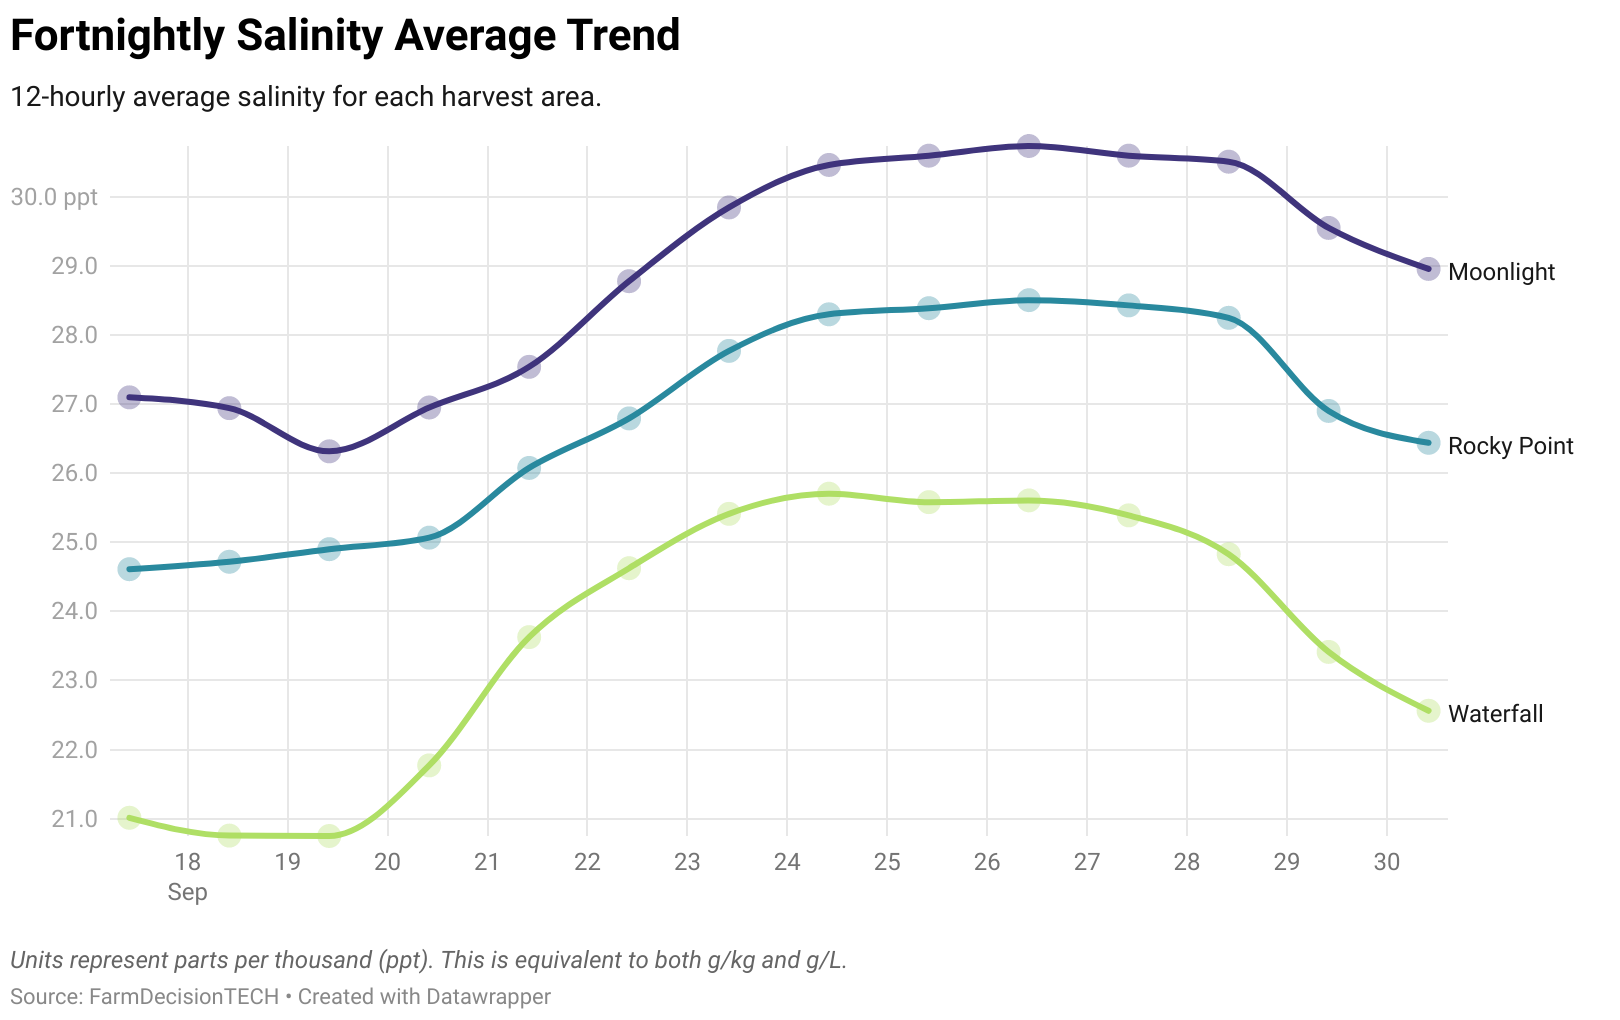 Fortnightly Salinity Average Trend
12-hourly average salinity for each harvest area.
30.0 ppt
29.0
28.0
27.0
26.0
25.0
24.0
23.0
22.0
21.0
Moonlight
Rocky Point
Waterfall
18 19 20 21 22 23 24 25 26 27 28 29 30
Sep
Units represent parts per thousand (ppt). This is equivalent to both g/kg and g/L.
Source: FarmDecisionTECH • Created with Datawrapper